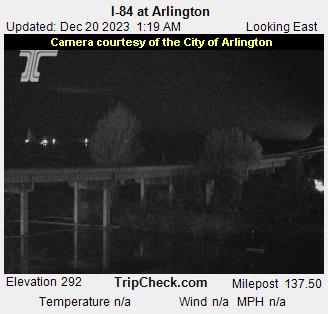 I-84 at Arlington
Updated: Dec 20 2023 1:19 AM Looking East
Camera courtesy of the City of Arlington
Elevation 292 TripCheck.com Milepost 137.50
Temperature n/a Wind n/a MPH n/a